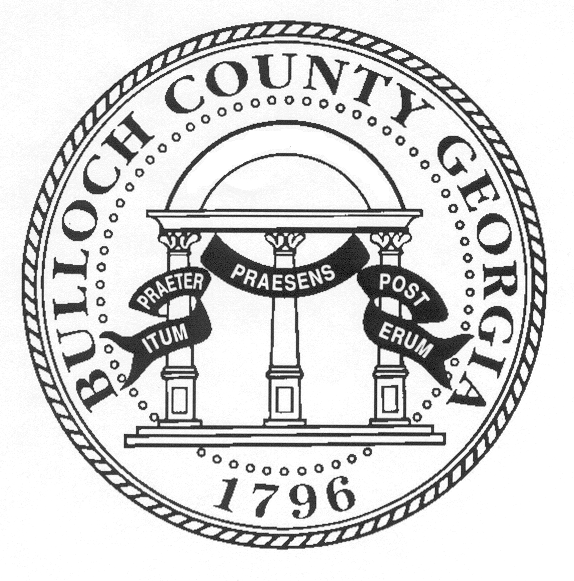 BULLOCH COUNTY GEORGIA
PRAETER
ITUM
PRAESENS
POST
ERUM
1796